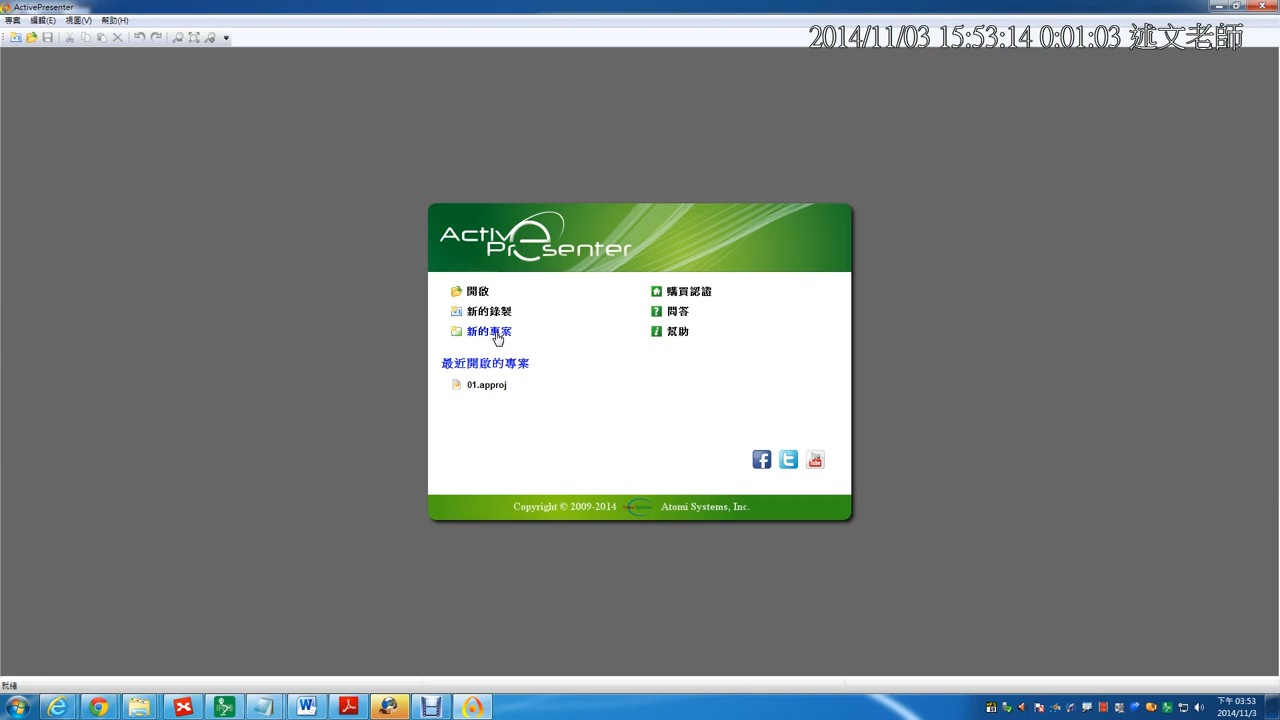 ActivePresenter
專案 編輯(E) 視圖(V) 幫助(H)
2014/11/03 15:53:14 0:01:03 述文老師
ActivePresenter
開啟
購買認證
新的錄製
問答
新的專案
幫助
最近開啟的專案
01.approj
Copyright © 2009-2014 Atomi Systems, Inc.
就緒
下午 03:53
2014/11/3